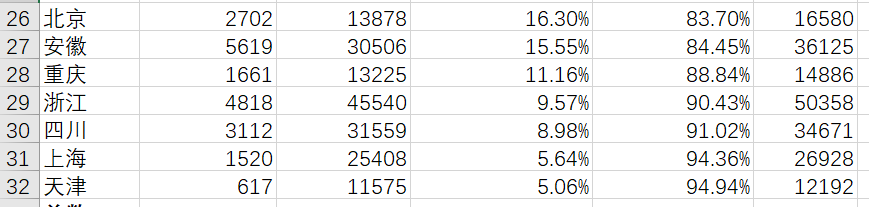 26 北京 2702 13878 16.30% 83.70% 16580
27 安徽 5619 30506 15.55% 84.45% 36125
28 重庆 1661 13225 11.16% 88.84% 14886
29 浙江 4818 45540 9.57% 90.43% 50358
30 四川 3112 31559 8.98% 91.02% 34671
31 上海 1520 25408 5.64% 94.36% 26928
32 天津 617 11575 5.06% 94.94% 12192